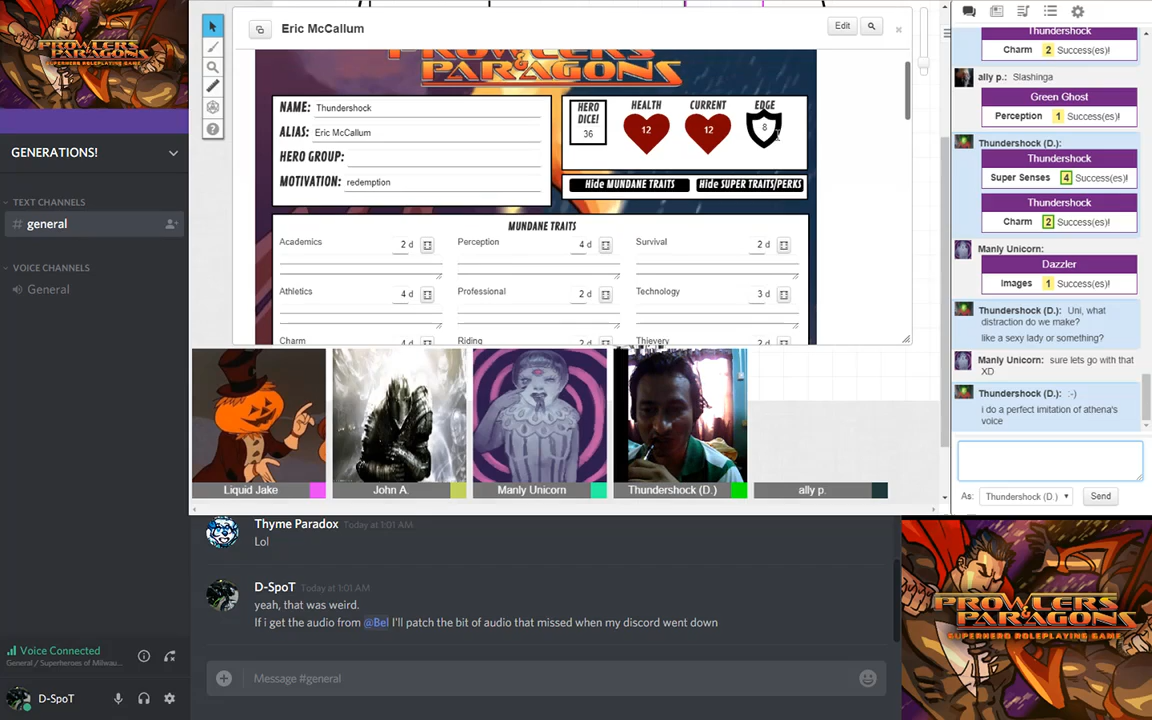 PROWLERS
& PARAGONS
SUPERHERO ROLEPLAYING GAME
GENERATIONS!
TEXT CHANNELS
# general
VOICE CHANNELS
General
Voice Connected
General / Superheroes of Milwau...
D-SpoT
Eric McCallum
Edit
PROWLERS
& PARAGONS
NAME: Thundershock
ALIAS: Eric McCallum
HERO GROUP:
MOTIVATION: redemption
HERO DICE! 36
HEALTH 12
CURRENT 12
EDGE 8
Hide MUNDANE TRAITS
Hide SUPER TRAITS/PERKS
MUNDANE TRAITS
Academics 2 d
Perception 4 d
Survival 2 d
Athletics 4 d
Professional 2 d
Technology 3 d
Charm 4 d
Riding 2 d
Thievery 2 d
Liquid Jake
John A.
Manly Unicorn
Thundershock (D.)
ally p.
Thundershock
Charm 2 Success(es)!
ally p.: Slashinga
Green Ghost
Perception 1 Success(es)!
Thundershock (D.):
Thundershock
Super Senses 4 Success(es)!
Thundershock
Charm 2 Success(es)!
Manly Unicorn:
Dazzler
Images 1 Success(es)!
Thundershock (D.): Uni, what
distraction do we make?
like a sexy lady or something?
Manly Unicorn: sure lets go with that
XD
Thundershock (D.): :-)
i do a perfect imitation of athena's
voice
As: Thundershock (D.)
Send
Thyme Paradox Today at 1:01 AM
Lol
D-SpoT Today at 1:01 AM
yeah, that was weird.
If i get the audio from @Bel I'll patch the bit of audio that missed when my discord went down
Message #general
PROWLERS
& PARAGONS
SUPERHERO ROLEPLAYING GAME